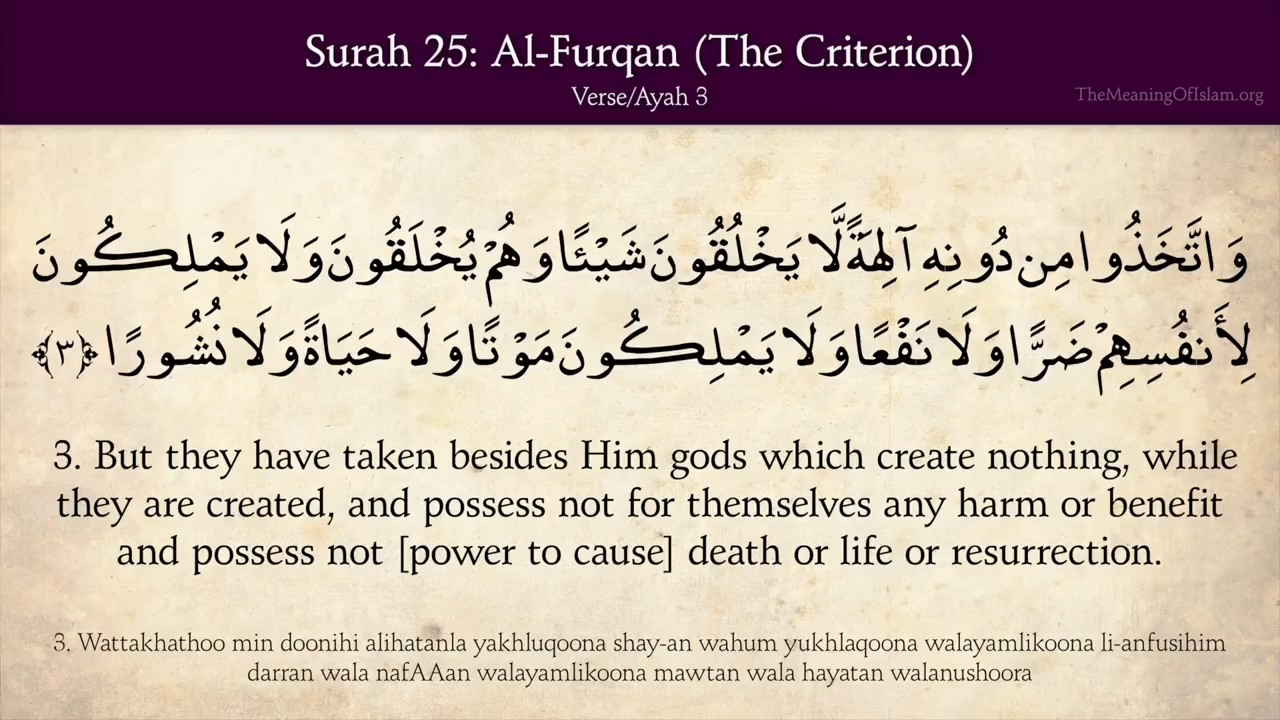 Surah 25: Al-Furqan (The Criterion)
Verse/Ayah 3
TheMeaningOfIslam.org
وَاتَّخَذُوا مِن دُونِهِ آلِهَةً لَّا يَخْلُقُونَ شَيْئًا وَهُمْ يُخْلَقُونَ وَلَا يَمْلِكُونَ
لِأَنفُسِهِمْ ضَرًّا وَلَا نَفْعًا وَلَا يَمْلِكُونَ مَوْتًا وَلَا حَيَاةً وَلَا نُشُورًا ﴿٣﴾
3. But they have taken besides Him gods which create nothing, while
they are created, and possess not for themselves any harm or benefit
and possess not [power to cause] death or life or resurrection.
3. Wattakhathoo min doonihi alihatanla yakhluqoona shay-an wahum yukhlaqoona walayamlikoona li-anfusihim
darran wala nafAAan walayamlikoona mawtan wala hayatan walanushoora